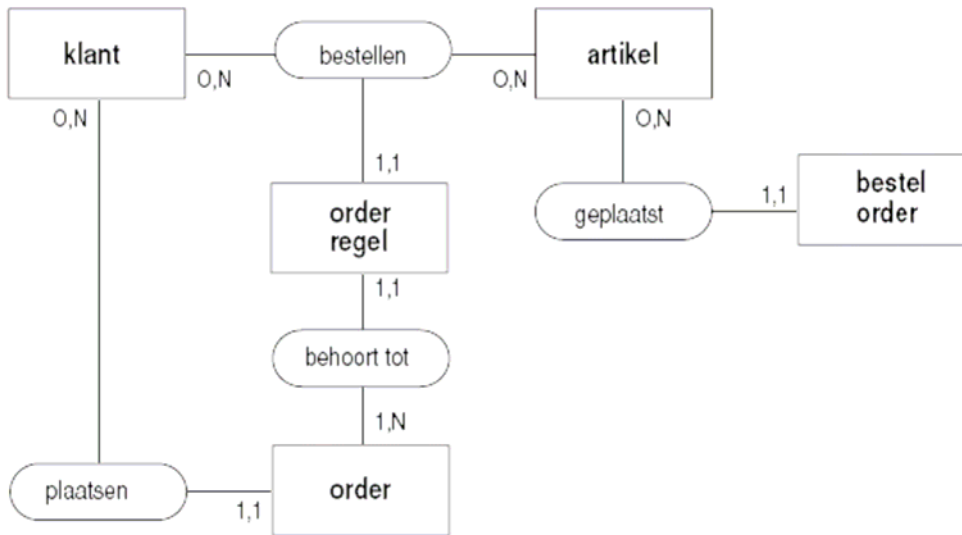 klant
bestellen
artikel
O,N
O,N
O,N
O,N
1,1
order
regel
geplaatst
1,1
bestel
order
1,1
behoort tot
1,N
plaatsen
1,1
order